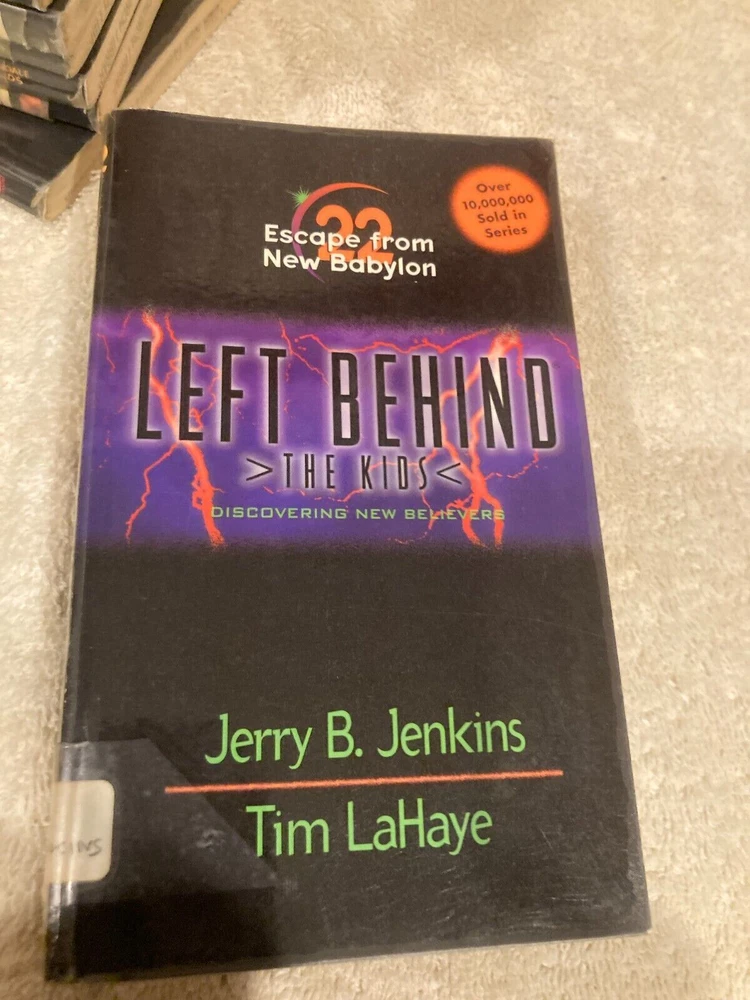 22
Escape from
New Babylon
Over
10,000,000
Sold in
Series
LEFT BEHIND
>THE KIDS<
DISCOVERING NEW BELIEVERS
Jerry B. Jenkins
Tim LaHaye